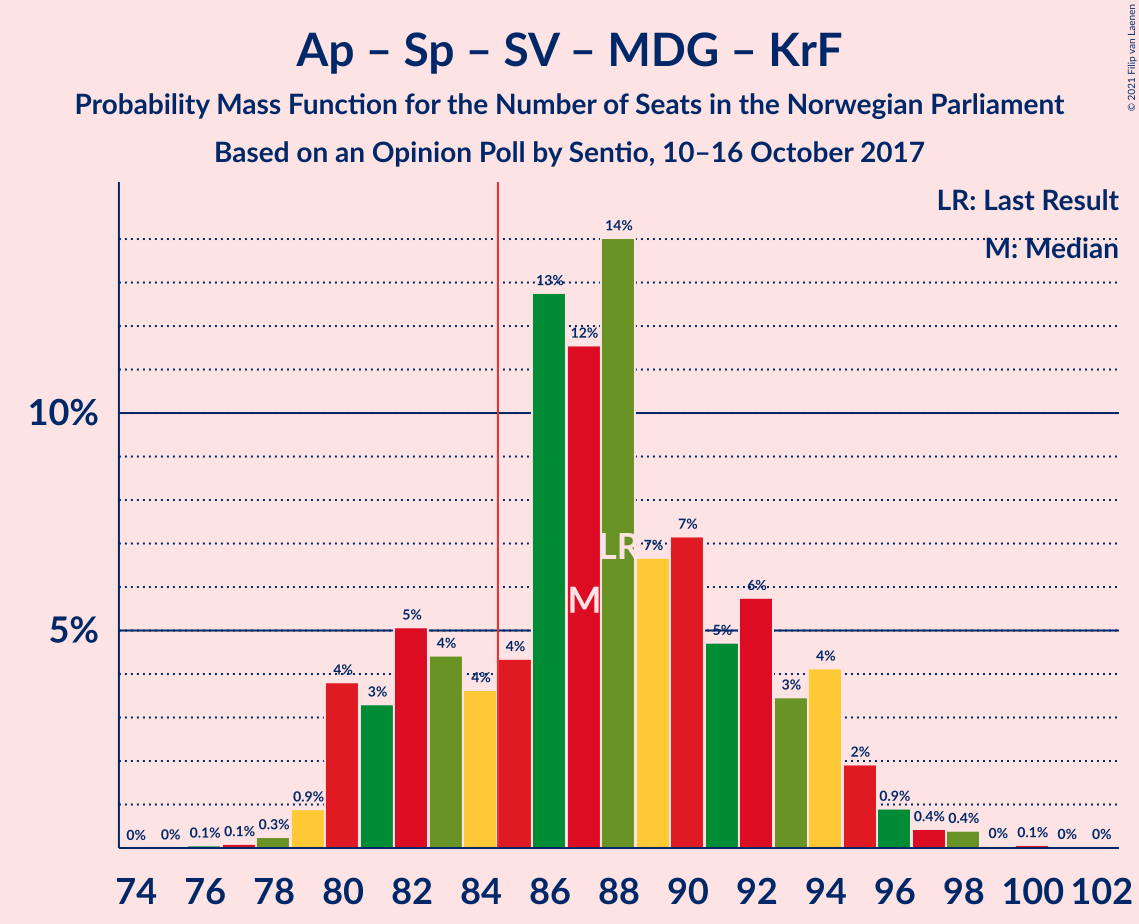 Ap – Sp – SV – MDG – KrF
Probability Mass Function for the Number of Seats in the Norwegian Parliament
Based on an Opinion Poll by Sentio, 10–16 October 2017
© 2021 Filip van Laenen
LR: Last Result
M: Median
10%
5%
0% 0% 0.1% 0.1% 0.3% 0.9% 4% 3% 5% 4% 4% 4% 13% 12% 14% 7% 7% 5% 6% 3% 4% 2% 0.9% 0.4% 0.4% 0% 0.1% 0% 0%
LR
M
74 76 78 80 82 84 86 88 90 92 94 96 98 100 102